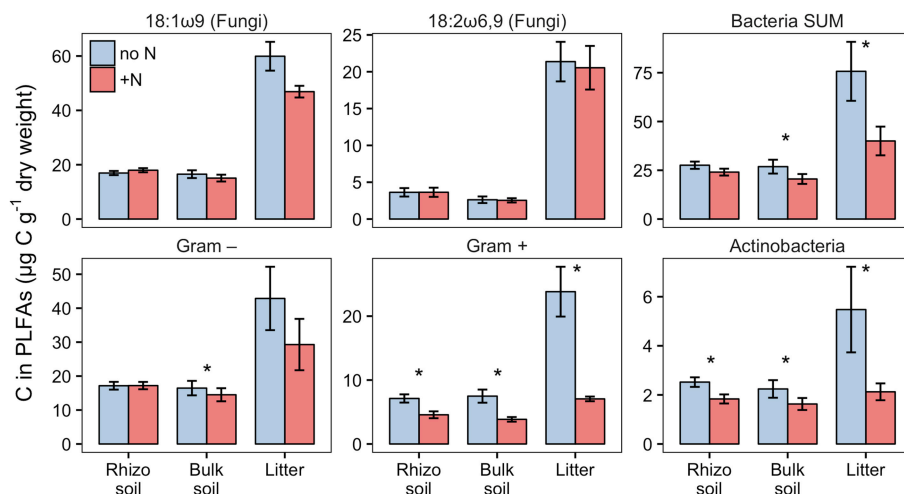 18:1ω9 (Fungi)
18:2ω6,9 (Fungi)
Bacteria SUM
no N
+N
60
40
20
0
25
20
15
10
5
0
75
50
25
0
*
*
Gram –
Gram +
Actinobacteria
50
40
30
20
10
0
*
20
10
0
*
*
*
6
4
2
0
*
*
*
C in PLFAs (µg C g⁻¹ dry weight)
Rhizo soil
Bulk soil
Litter
Rhizo soil
Bulk soil
Litter
Rhizo soil
Bulk soil
Litter